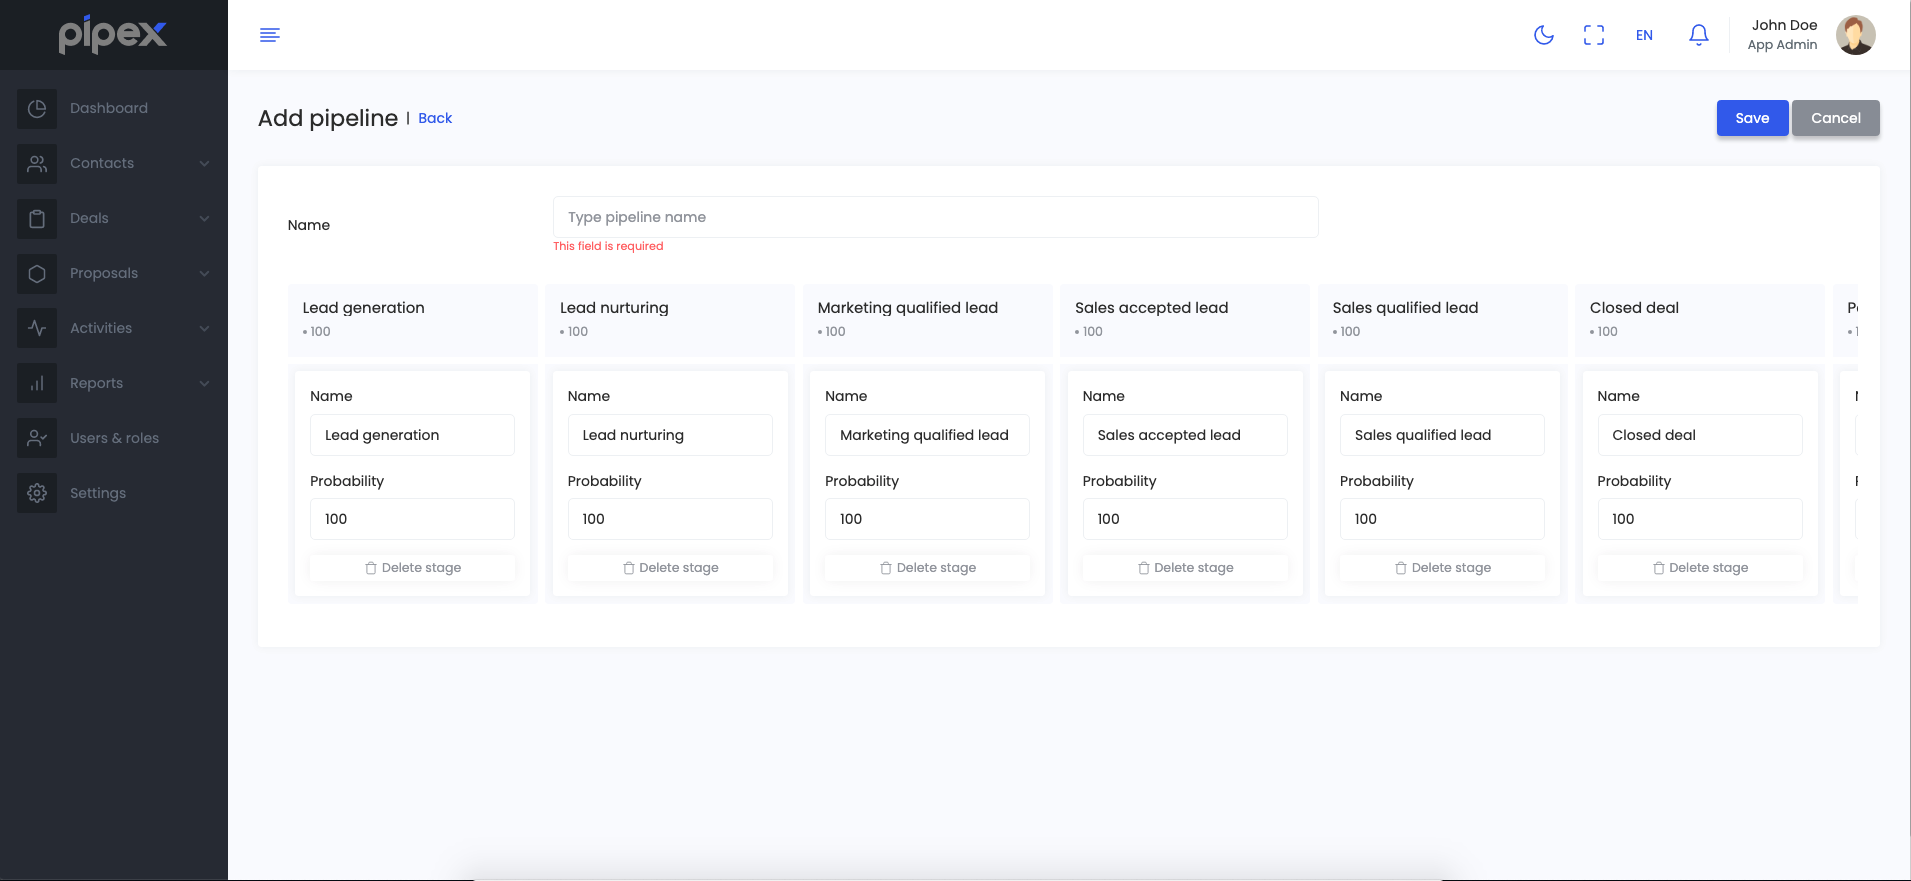 pipex
EN
John Doe
App Admin
Dashboard
Contacts
Deals
Proposals
Activities
Reports
Users & roles
Settings
Add pipeline | Back
Save
Cancel
Name
Type pipeline name
This field is required
Lead generation
• 100
Lead nurturing
• 100
Marketing qualified lead
• 100
Sales accepted lead
• 100
Sales qualified lead
• 100
Closed deal
• 100
Name
Lead generation
Probability
100
Delete stage
Name
Lead nurturing
Probability
100
Delete stage
Name
Marketing qualified lead
Probability
100
Delete stage
Name
Sales accepted lead
Probability
100
Delete stage
Name
Sales qualified lead
Probability
100
Delete stage
Name
Closed deal
Probability
100
Delete stage